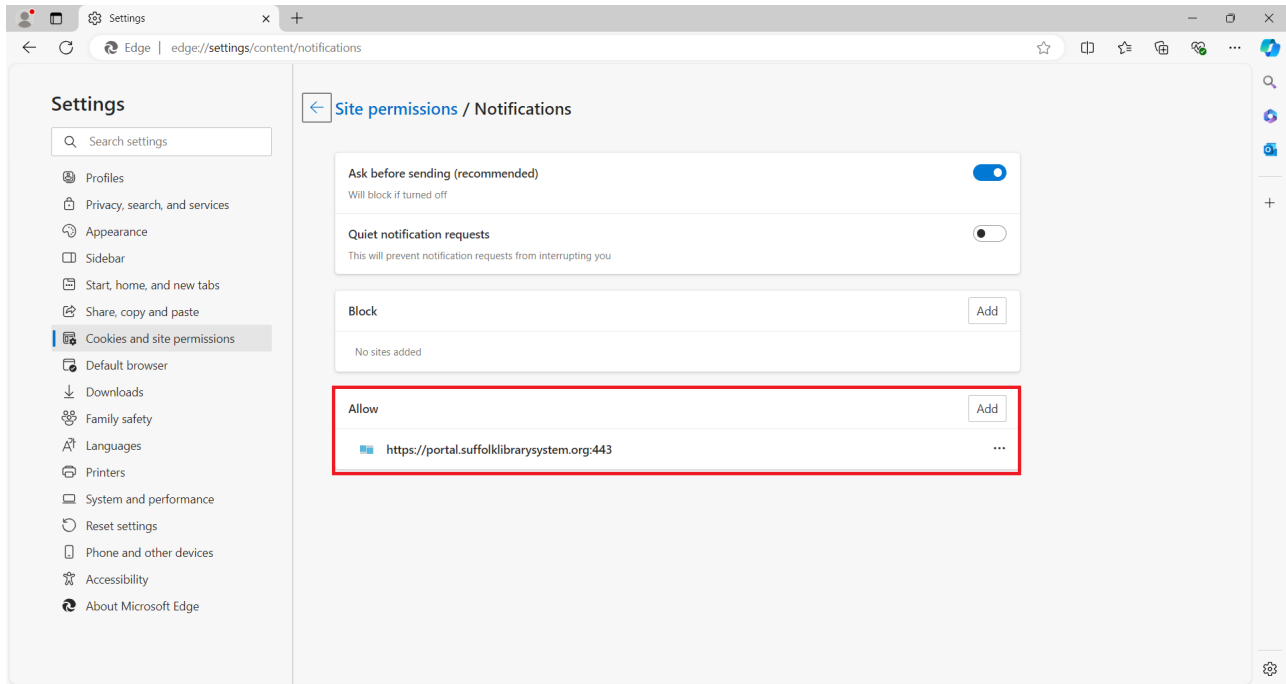 Settings
Edge | edge://settings/content/notifications
Settings
Search settings
Profiles
Privacy, search, and services
Appearance
Sidebar
Start, home, and new tabs
Share, copy and paste
Cookies and site permissions
Default browser
Downloads
Family safety
Languages
Printers
System and performance
Reset settings
Phone and other devices
Accessibility
About Microsoft Edge
Site permissions / Notifications
Ask before sending (recommended)
Will block if turned off
Quiet notification requests
This will prevent notification requests from interrupting you
Block Add
No sites added
Allow Add
https://portal.suffolklibrarysystem.org:443